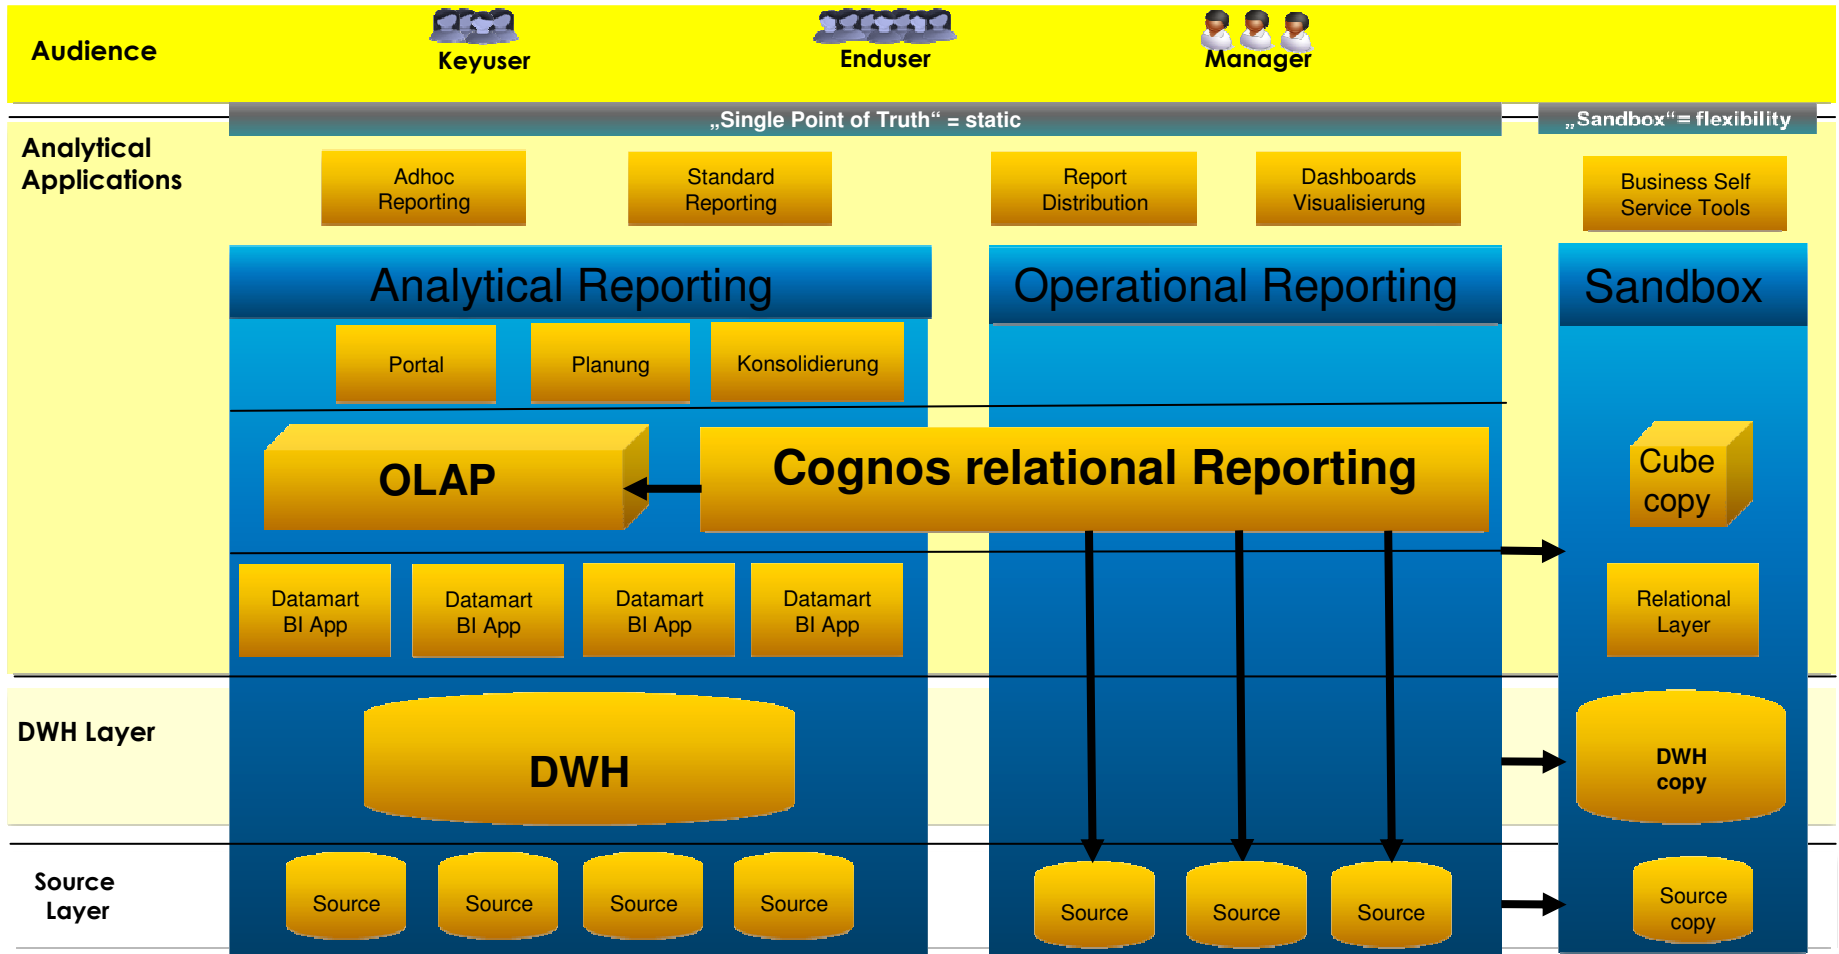 Audience
Keyuser
Enduser
Manager
„Single Point of Truth“ = static
„Sandbox“= flexibility
Analytical
Applications
Adhoc
Reporting
Standard
Reporting
Report
Distribution
Dashboards
Visualisierung
Business Self
Service Tools
Analytical Reporting
Operational Reporting
Sandbox
Portal
Planung
Konsolidierung
OLAP
Cognos relational Reporting
Cube
copy
Datamart
BI App
Datamart
BI App
Datamart
BI App
Datamart
BI App
Relational
Layer
DWH Layer
DWH
DWH
copy
Source
Layer
Source
Source
Source
Source
Source
Source
Source
Source
copy